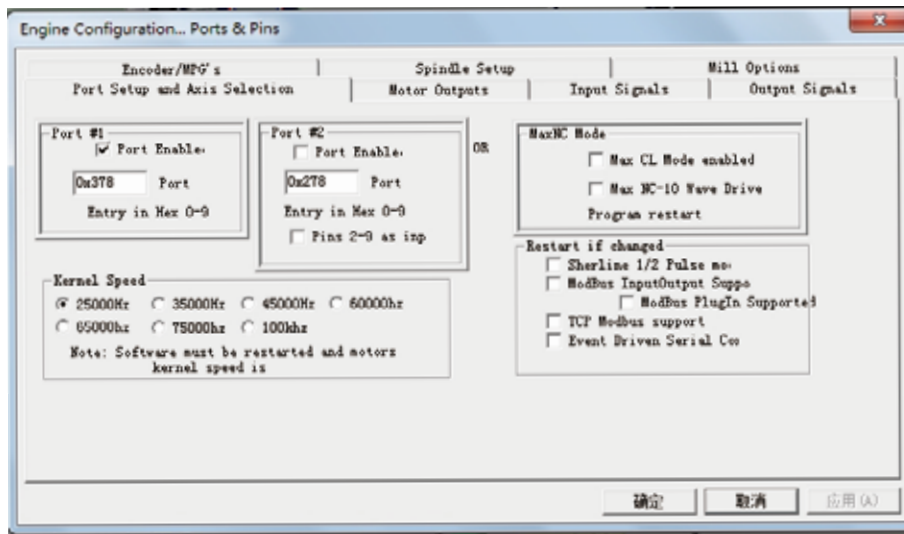 Engine Configuration... Ports & Pins
Encoder/MPG's
Spindle Setup
Mill Options
Port Setup and Axis Selection
Motor Outputs
Input Signals
Output Signals
Port #1
Port Enable.
0x378 Port
Entry in Hex 0-9
Port #2
Port Enable.
0x278 Port
Entry in Hex 0-9
Pins 2-9 as inp
OR
MaxNC Mode
Max CL Mode enabled
Max NC-10 Wave Drive
Program restart
Restart if changed
Sherline 1/2 Pulse mo
ModBus InputOutput Suppo
ModBus PlugIn Supported
TCP Modbus support
Event Driven Serial Co
Kernel Speed
25000Hz 35000Hz 45000Hz 60000hz
65000hz 75000hz 100khz
Note: Software must be restarted and motors
kernel speed is
确定
取消
应用(A)